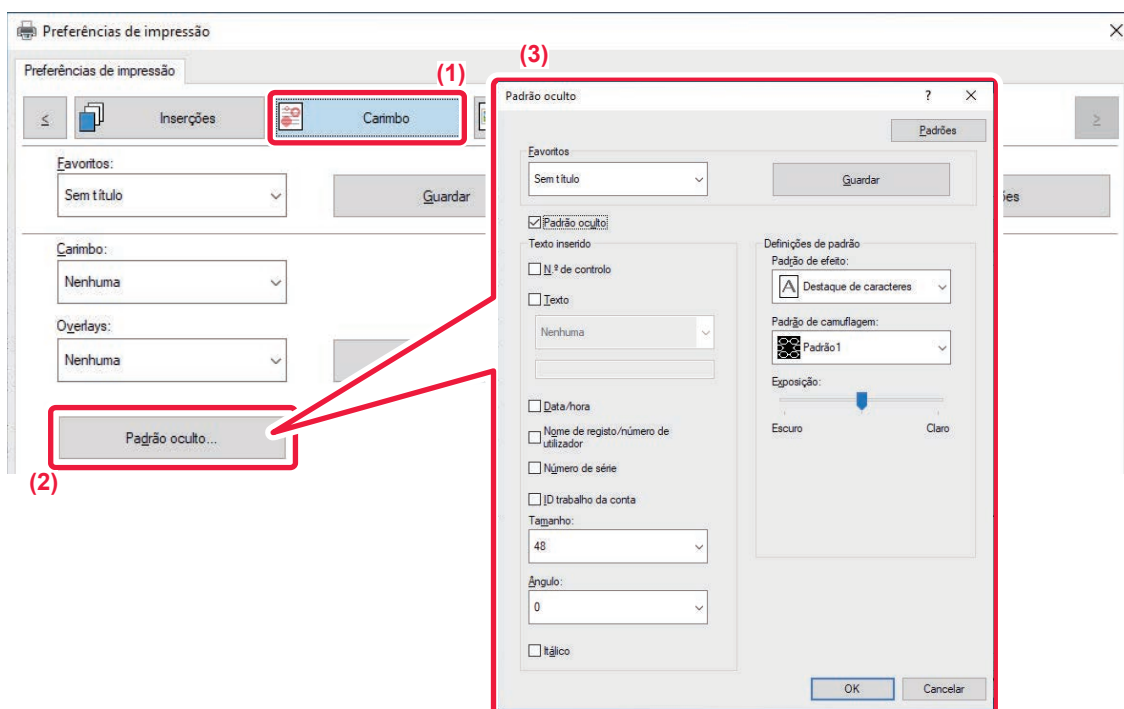 Preferências de impressão
Preferências de impressão
(1)
(3)
<
Inserções
Carimbo
>
Favoritos:
Sem título
Guardar
ões
Carimbo:
Nenhuma
Overlays:
Nenhuma
Padrão oculto...
(2)
Padrão oculto
?
Padrões
Favoritos
Sem título
Guardar
Padrão oculto
Texto inserido
N.º de controlo
Texto
Nenhuma
Data/hora
Nome de registo/número de
utilizador
Número de série
ID trabalho da conta
Tamanho:
48
Ângulo:
0
Itálico
Definições de padrão
Padrão de efeito:
A Destaque de caracteres
Padrão de camuflagem:
Padrão1
Exposição:
Escuro Claro
OK
Cancelar